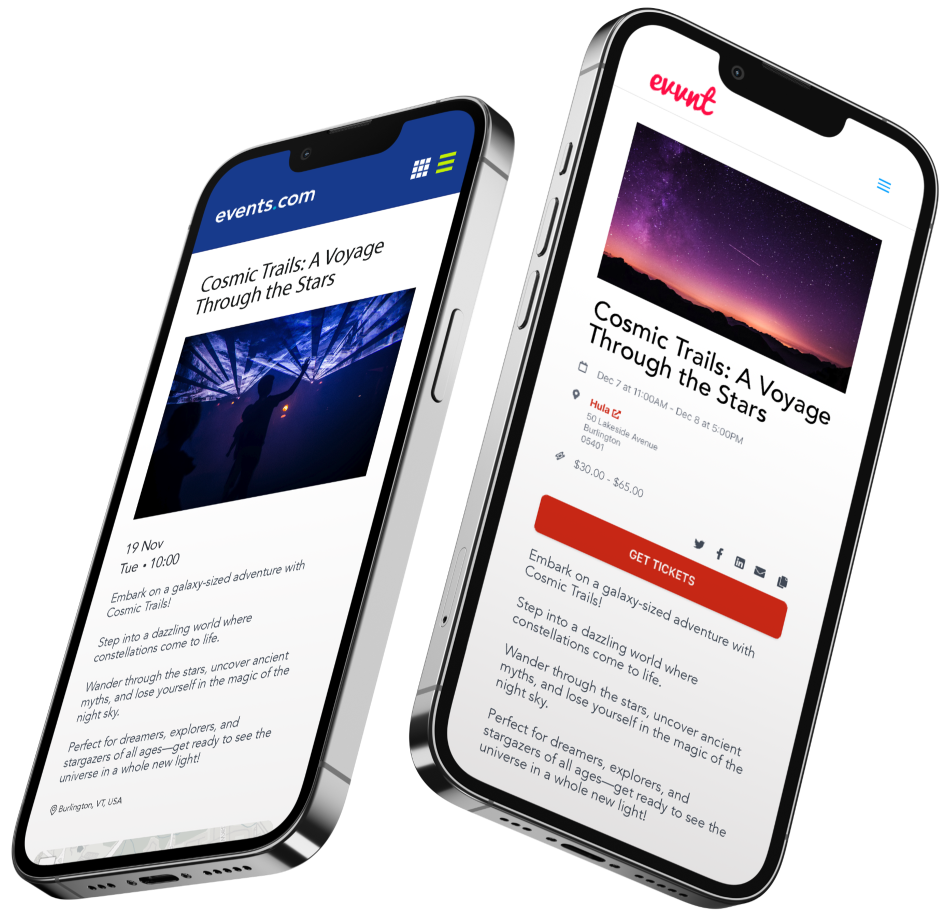 events.com
Cosmic Trails: A Voyage
Through the Stars
19 Nov
Tue • 10:00
Embark on a galaxy-sized adventure with
Cosmic Trails!
Step into a dazzling world where
constellations come to life.
Wander through the stars, uncover ancient
myths, and lose yourself in the magic of the
night sky.
Perfect for dreamers, explorers, and
stargazers of all ages—get ready to see the
universe in a whole new light!
Burlington, VT, USA
evvnt
Cosmic Trails: A Voyage
Through the Stars
Dec 7 at 11:00AM - Dec 8 at 5:00PM
Hula
50 Lakeside Avenue
Burlington
05401
$30.00 - $65.00
GET TICKETS
Embark on a galaxy-sized adventure with
Cosmic Trails!
Step into a dazzling world where
constellations come to life.
Wander through the stars, uncover ancient
myths, and lose yourself in the magic of the
night sky.
Perfect for dreamers, explorers, and
stargazers of all ages—get ready to see the
universe in a whole new light!